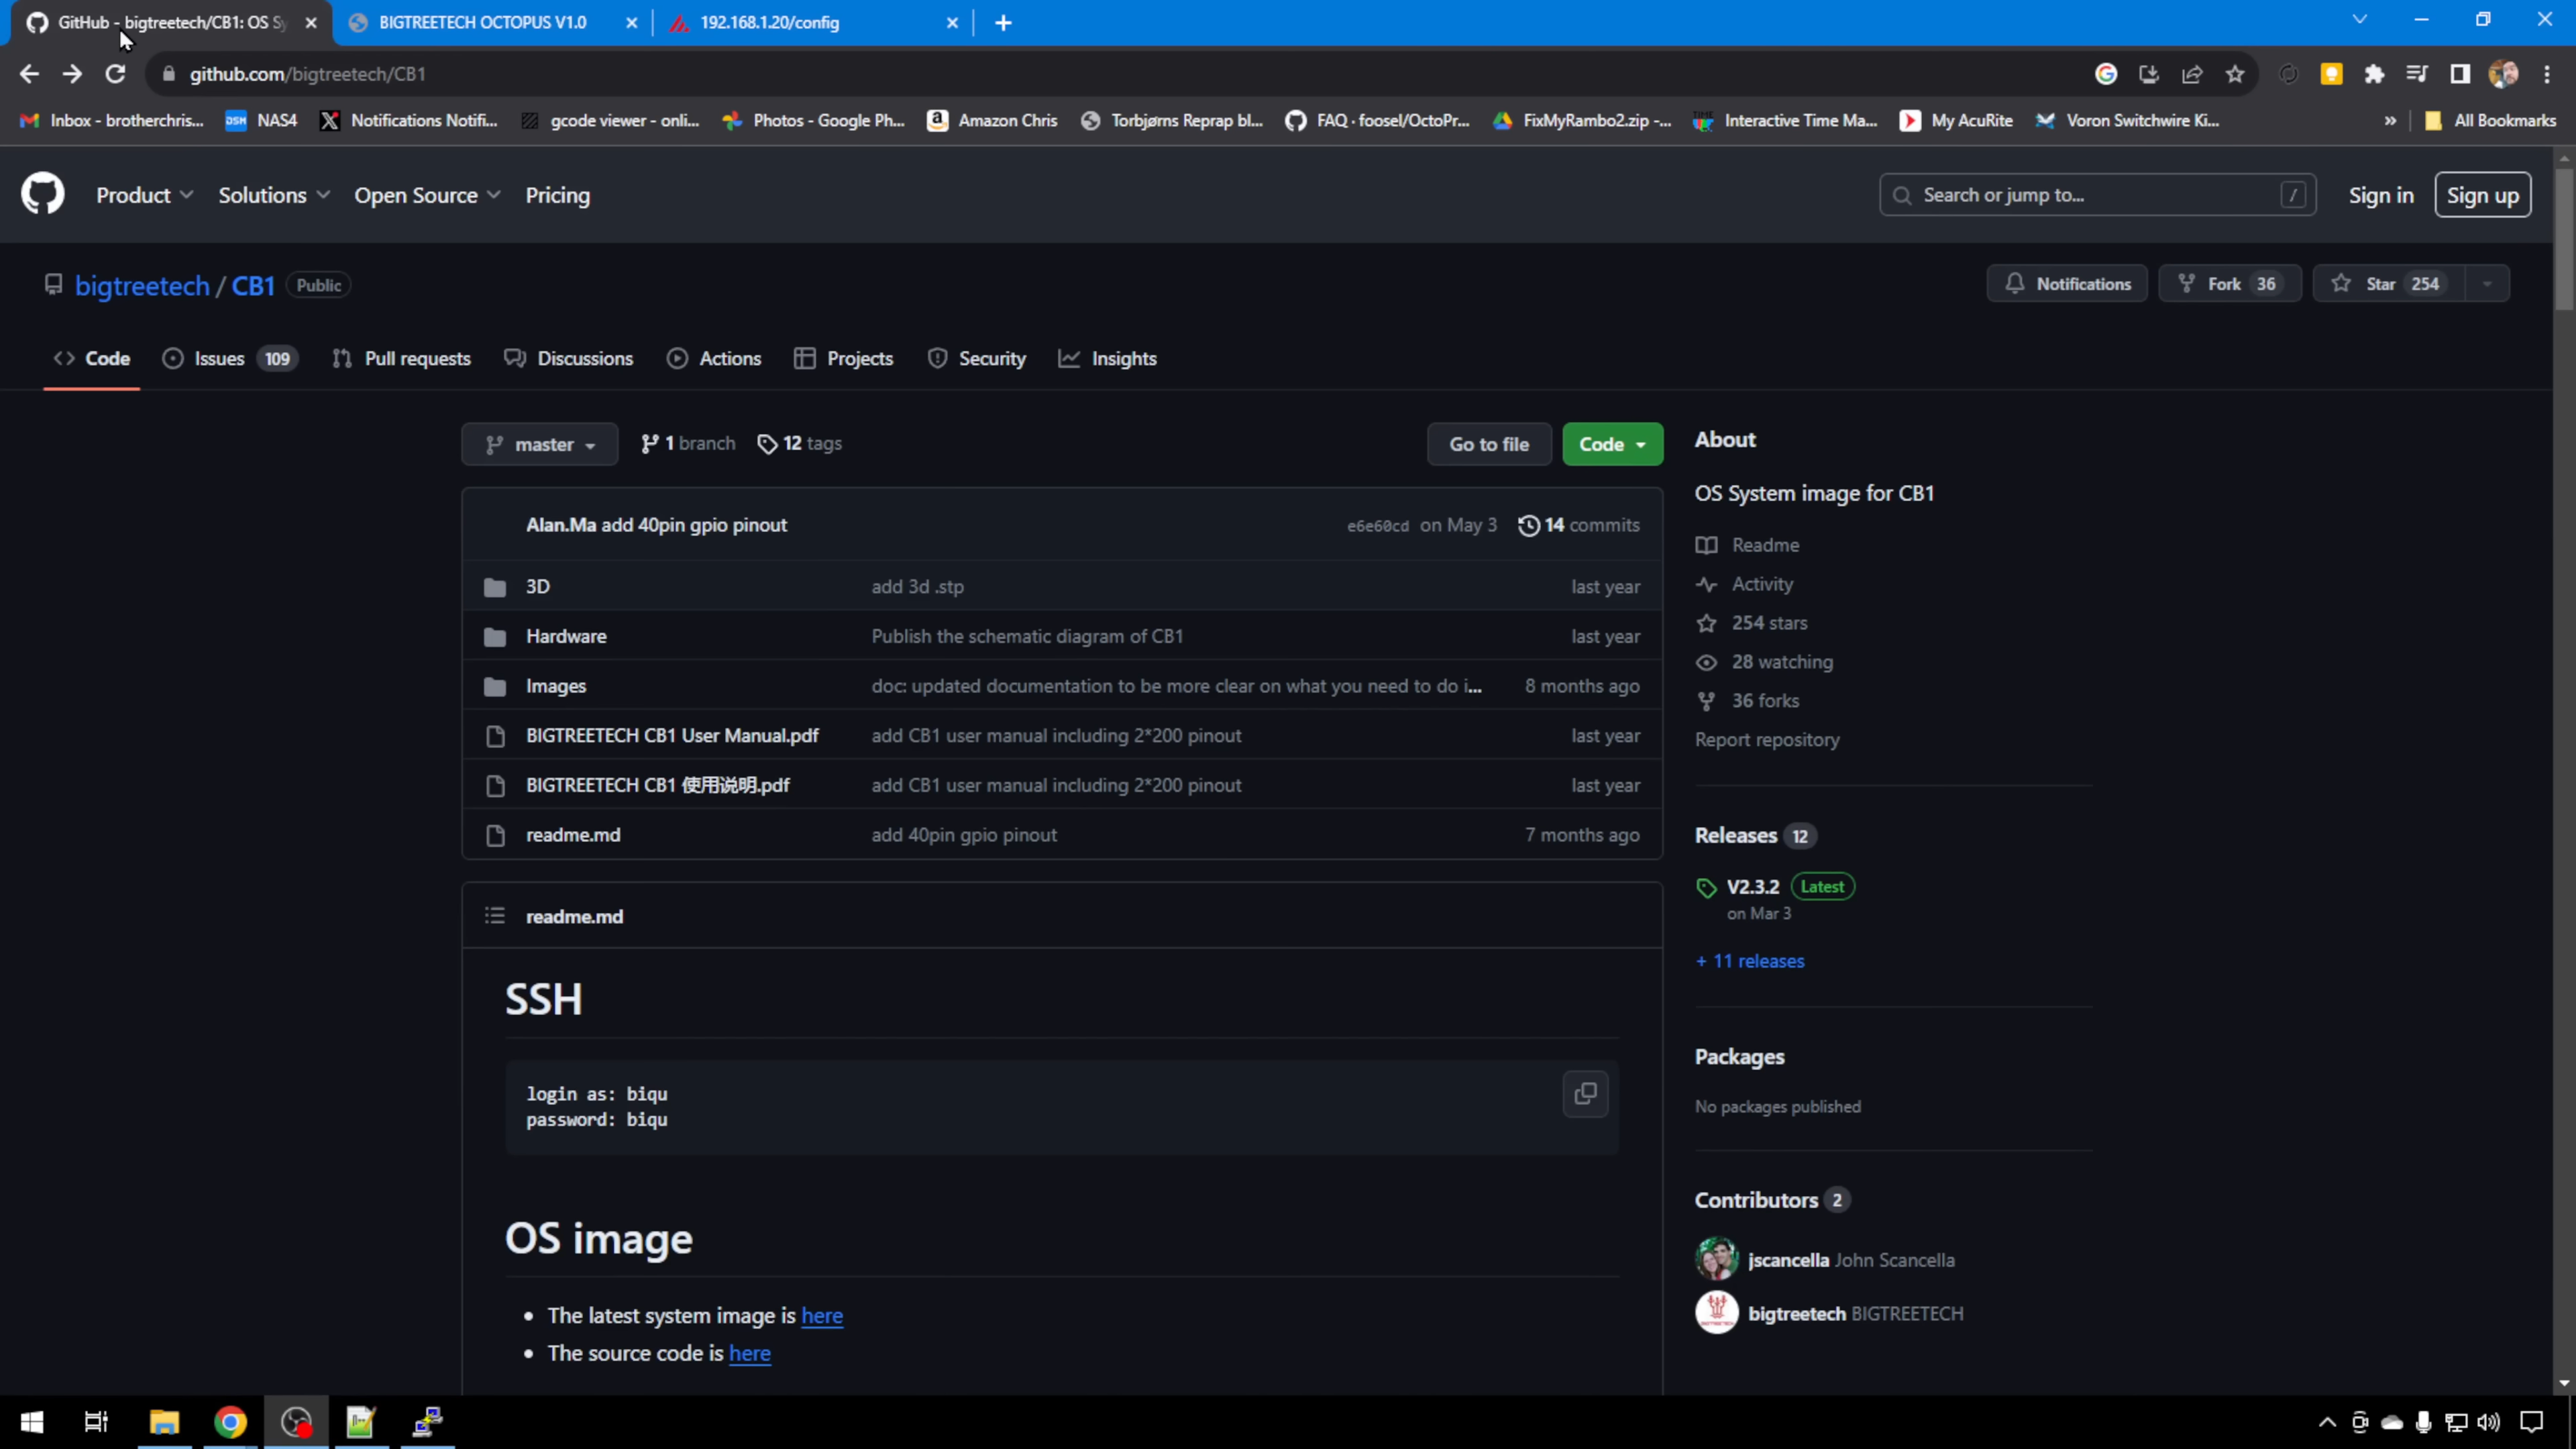 GitHub - bigtreetech/CB1: OS Sy
BIGTREETECH OCTOPUS V1.0
192.168.1.20/config
github.com/bigtreetech/CB1
Inbox - brotherchris...
DSM NAS4
Notifications Notifi...
gcode viewer - onli...
Photos - Google Ph...
Amazon Chris
Torbjørns Reprap bl...
FAQ · foosel/OctoPr...
FixMyRambo2.zip -...
Interactive Time Ma...
My AcuRite
Voron Switchwire Ki...
»
All Bookmarks
Product
Solutions
Open Source
Pricing
Search or jump to... /
Sign in
Sign up
bigtreetech / CB1 Public
Notifications
Fork 36
Star 254
Code
Issues 109
Pull requests
Discussions
Actions
Projects
Security
Insights
master
1 branch
12 tags
Go to file
Code
Alan.Ma add 40pin gpio pinout e6e60cd on May 3 14 commits
3D add 3d .stp last year
Hardware Publish the schematic diagram of CB1 last year
Images doc: updated documentation to be more clear on what you need to do i... 8 months ago
BIGTREETECH CB1 User Manual.pdf add CB1 user manual including 2*200 pinout last year
BIGTREETECH CB1 使用说明.pdf add CB1 user manual including 2*200 pinout last year
readme.md add 40pin gpio pinout 7 months ago
readme.md
SSH
login as: biqu
password: biqu
OS image
• The latest system image is here
• The source code is here
About
OS System image for CB1
Readme
Activity
254 stars
28 watching
36 forks
Report repository
Releases 12
V2.3.2 Latest
on Mar 3
+ 11 releases
Packages
No packages published
Contributors 2
jscancella John Scancella
bigtreetech BIGTREETECH